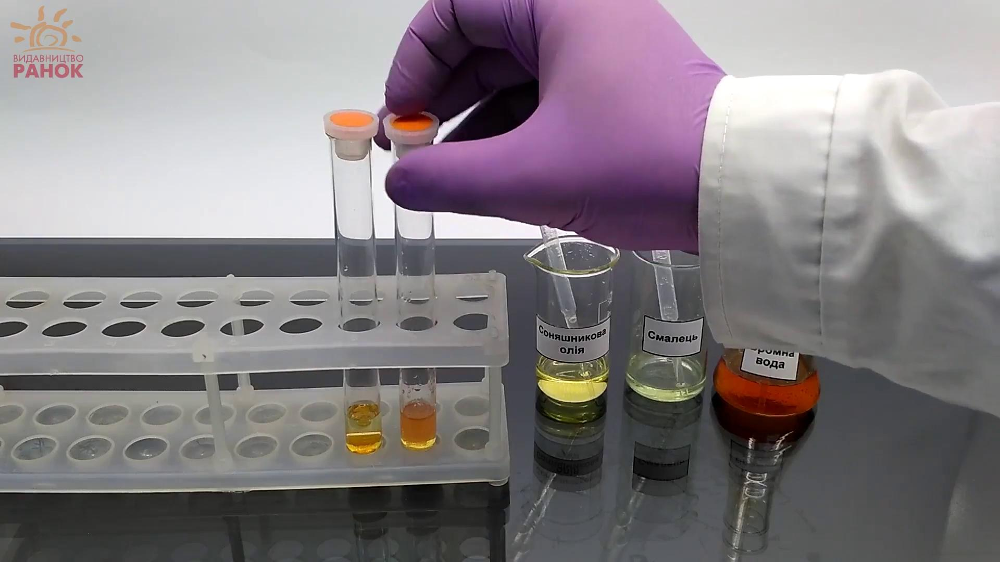 ВИДАВНИЦТВО
РАНОК
Соняшникова
олія
Смалець
вода